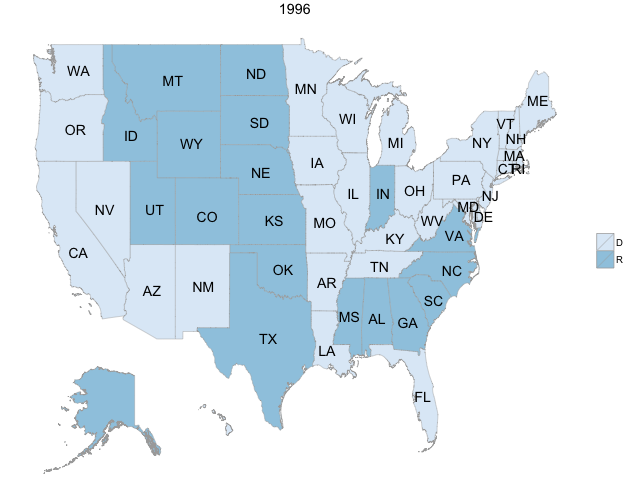 1996
WA
MT
ND
MN
ME
OR
ID
WY
SD
WI
MI
VT
NH
NY
MA
CT
RI
NE
IA
PA
NV
UT
CO
KS
IL
IN
OH
NJ
MD
DE
MO
WV
VA
KY
CA
AZ
NM
OK
AR
TN
NC
SC
TX
MS
AL
GA
LA
FL
D
R